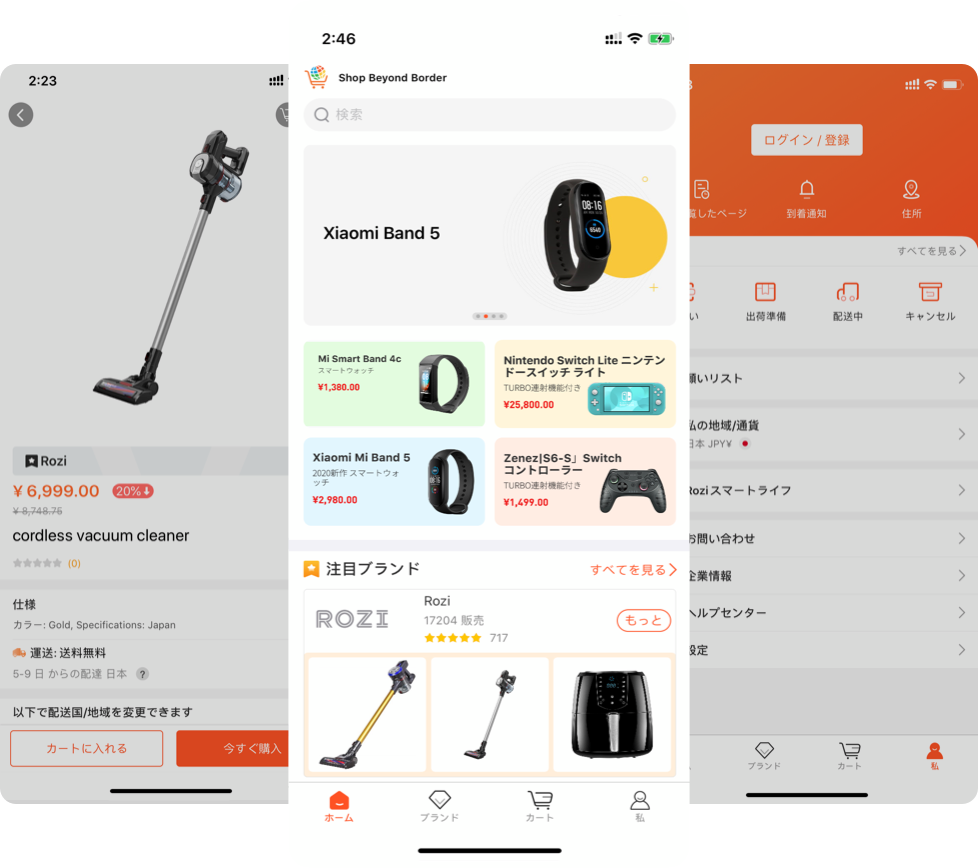 2:23
Rozi
¥ 6,999.00 20%
¥ 8,748.75
cordless vacuum cleaner
(0)
仕様
カラー: Gold, Specifications: Japan
運送: 送料無料
5-9 日 からの配達 日本 ?
以下で配送国/地域を変更できます
カートに入れる
今すぐ購入
2:46
Shop Beyond Border
検索
Xiaomi Band 5
08:16
6540
Mi Smart Band 4c
スマートウォッチ
¥1,380.00
Nintendo Switch Lite ニンテン
ドースイッチ ライト
TURBO連射機能付き
¥25,800.00
Xiaomi Mi Band 5
2020新作 スマートウォ
ッチ
¥2,980.00
Zenez|S6-S」Switch
コントローラー
TURBO連射機能付き
¥1,499.00
注目ブランド
すべてを見る
ROZI
Rozi
17204 販売
717
もっと
ホーム
ブランド
カート
私
ログイン / 登録
覧したページ
到着通知
住所
すべてを見る
い
出荷準備
配送中
キャンセル
願いリスト
私の地域/通貨
日本 JPY¥
Rozi スマートライフ
お問い合わせ
企業情報
ヘルプセンター
設定
ブランド
カート
私